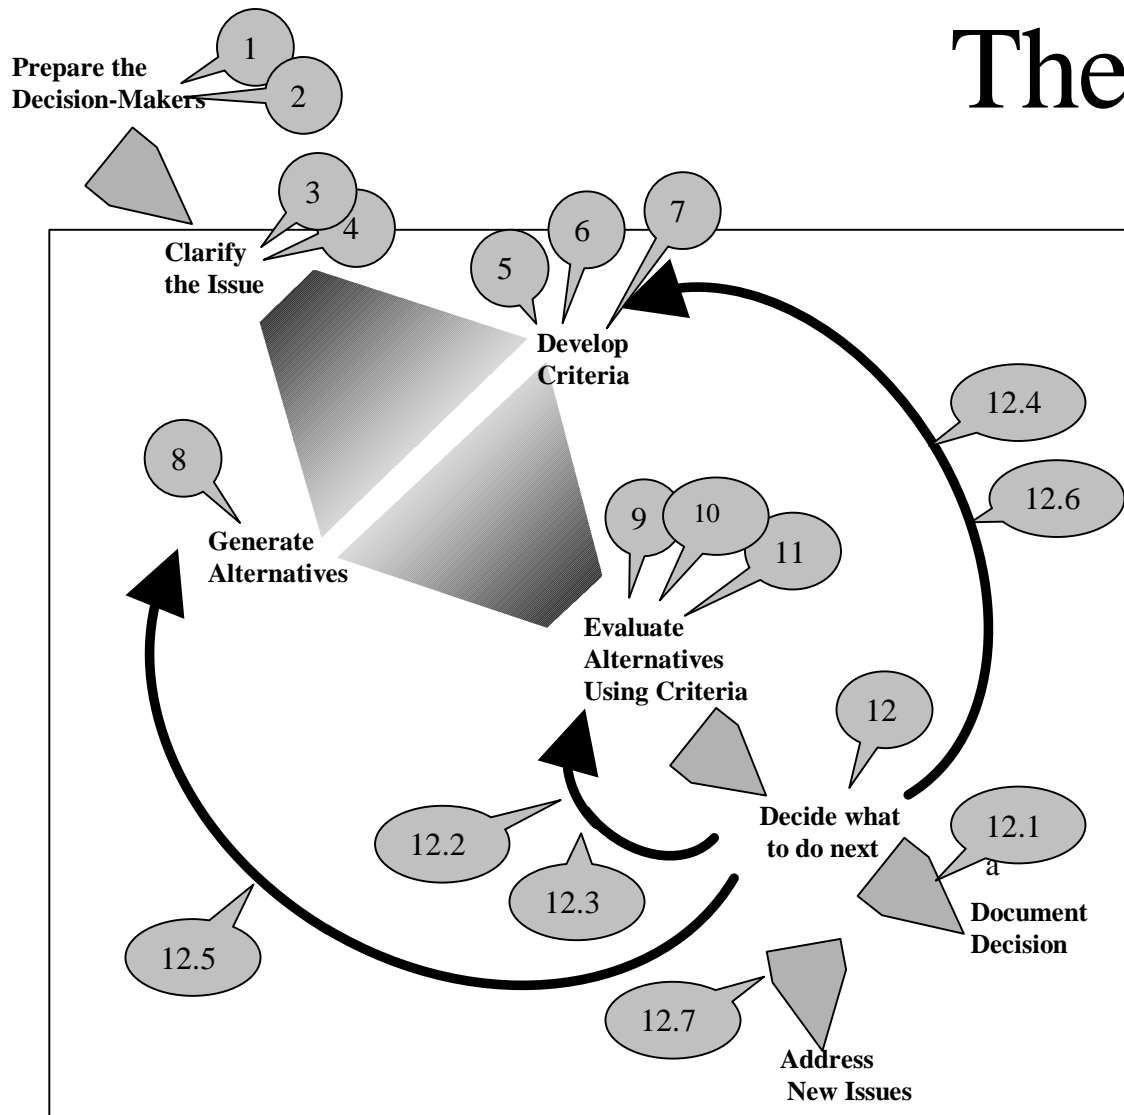 The
1
Prepare the
Decision-Makers
2
3
4
Clarify
the Issue
5
6
7
Develop
Criteria
12.4
12.6
8
Generate
Alternatives
9
10
11
Evaluate
Alternatives
Using Criteria
12
Decide what
to do next
12.2
12.3
12.1
a
Document
Decision
12.5
12.7
Address
New Issues